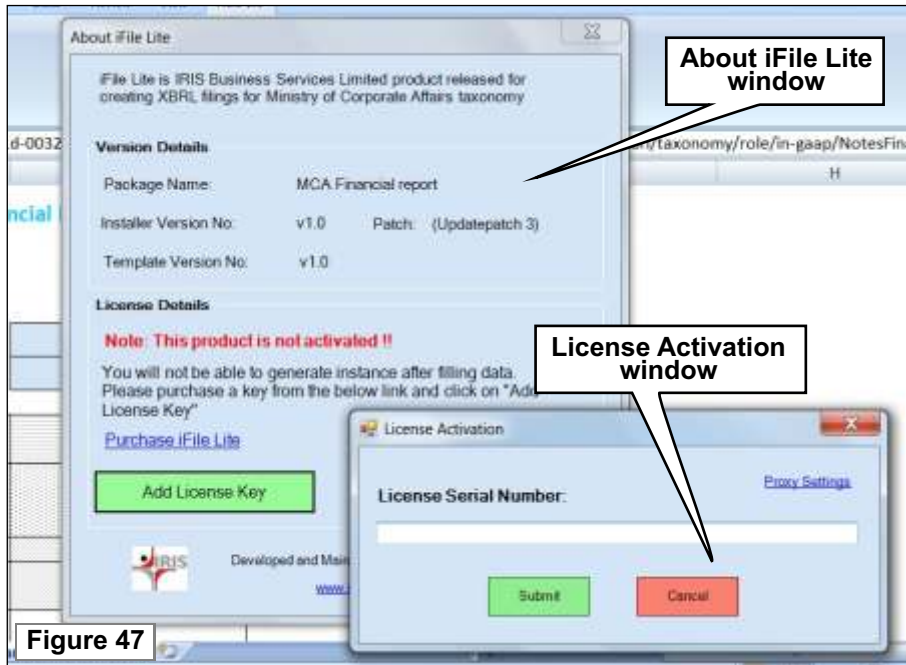 About iFile Lite
About iFile Lite
window
iFile Lite is IRIS Business Services Limited product released for
creating XBRL filings for Ministry of Corporate Affairs taxonomy
d-0032
/taxonomy/role/in-gaap/NotesFin
Version Details
H
Package Name: MCA Financial report
ncial
Installer Version No: v1.0 Patch: (Updatepatch 3)
Template Version No: v1.0
License Details
Note: This product is not activated !!
License Activation
window
You will not be able to generate instance after filling data.
Please purchase a key from the below link and click on "Add
License Key"
Purchase iFile Lite
License Activation
Add License Key
Proxy Settings
License Serial Number:
IRIS
Developed and Main
www.
Submit
Cancel
Figure 47